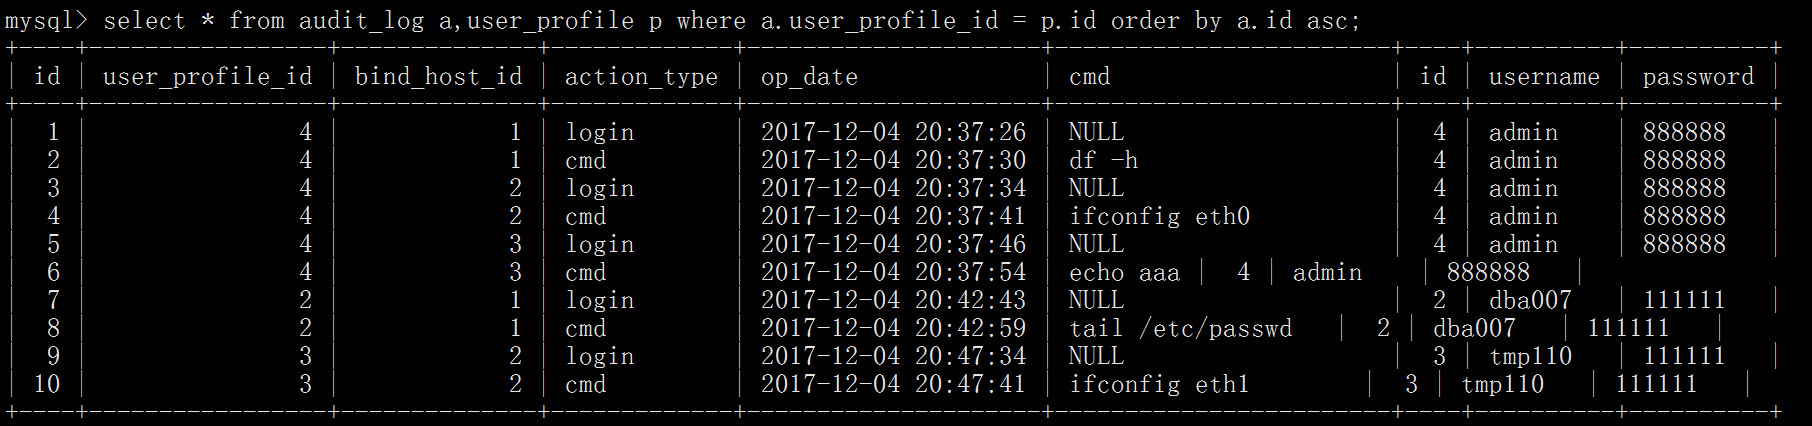 mysql> select * from audit_log a,user_profile p where a.user_profile_id = p.id order by a.id asc;
+----+-----------------+--------------+-------------+---------------------+------------------------+----+----------+----------+
| id | user_profile_id | bind_host_id | action_type | op_date             | cmd                    | id | username | password |
+----+-----------------+--------------+-------------+---------------------+------------------------+----+----------+----------+
|  1 |               4 |            1 | login       | 2017-12-04 20:37:26 | NULL                   |  4 | admin    | 888888   |
|  2 |               4 |            1 | cmd         | 2017-12-04 20:37:30 | df -h                  |  4 | admin    | 888888   |
|  3 |               4 |            2 | login       | 2017-12-04 20:37:34 | NULL                   |  4 | admin    | 888888   |
|  4 |               4 |            2 | cmd         | 2017-12-04 20:37:41 | ifconfig eth0          |  4 | admin    | 888888   |
|  5 |               4 |            3 | login       | 2017-12-04 20:37:46 | NULL                   |  4 | admin    | 888888   |
|  6 |               4 |            3 | cmd         | 2017-12-04 20:37:54 | echo aaa |  4 | admin    | 888888   |
|  7 |               2 |            1 | login       | 2017-12-04 20:42:43 | NULL                   |  2 | dba007   | 111111   |
|  8 |               2 |            1 | cmd         | 2017-12-04 20:42:59 | tail /etc/passwd   |  2 | dba007   | 111111   |
|  9 |               3 |            2 | login       | 2017-12-04 20:47:34 | NULL                   |  3 | tmp110   | 111111   |
| 10 |               3 |            2 | cmd         | 2017-12-04 20:47:41 | ifconfig eth1        |  3 | tmp110   | 111111   |
+----+-----------------+--------------+-------------+---------------------+------------------------+----+----------+----------+